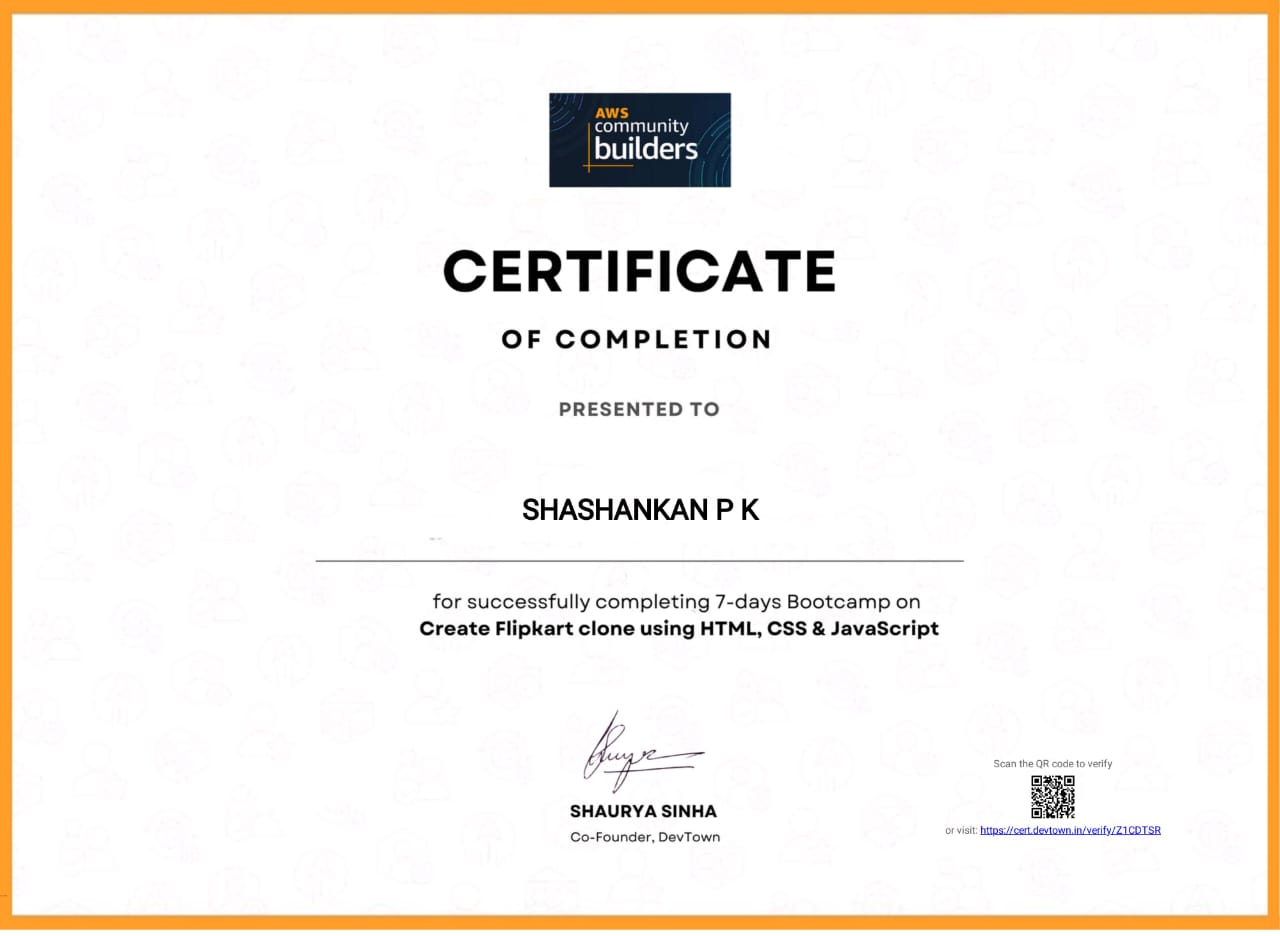 AWS
community
builders
CERTIFICATE
OF COMPLETION
PRESENTED TO
SHASHANKAN P K
for successfully completing 7-days Bootcamp on
Create Flipkart clone using HTML, CSS & JavaScript
SHAURYA SINHA
Co-Founder, DevTown
Scan the QR code to verify
or visit: https://cert.devtown.in/verify/Z1CDTSR